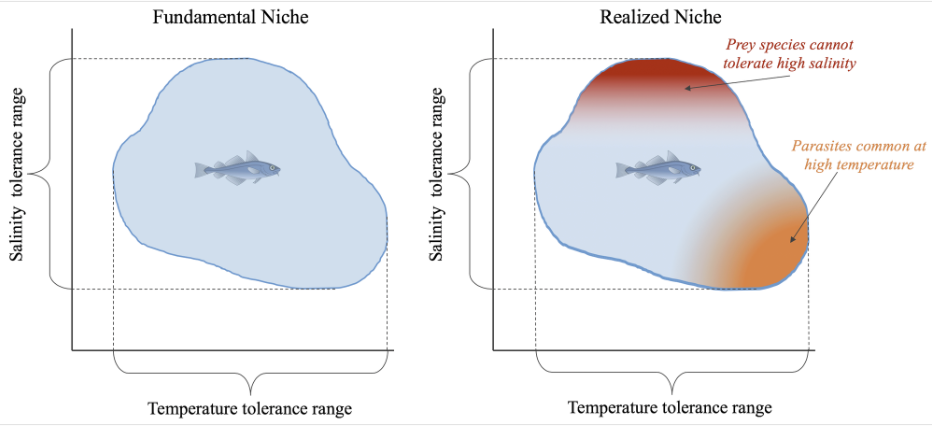 Fundamental Niche
Salinity tolerance range
Temperature tolerance range
Realized Niche
Prey species cannot
tolerate high salinity
Parasites common at
high temperature
Salinity tolerance range
Temperature tolerance range